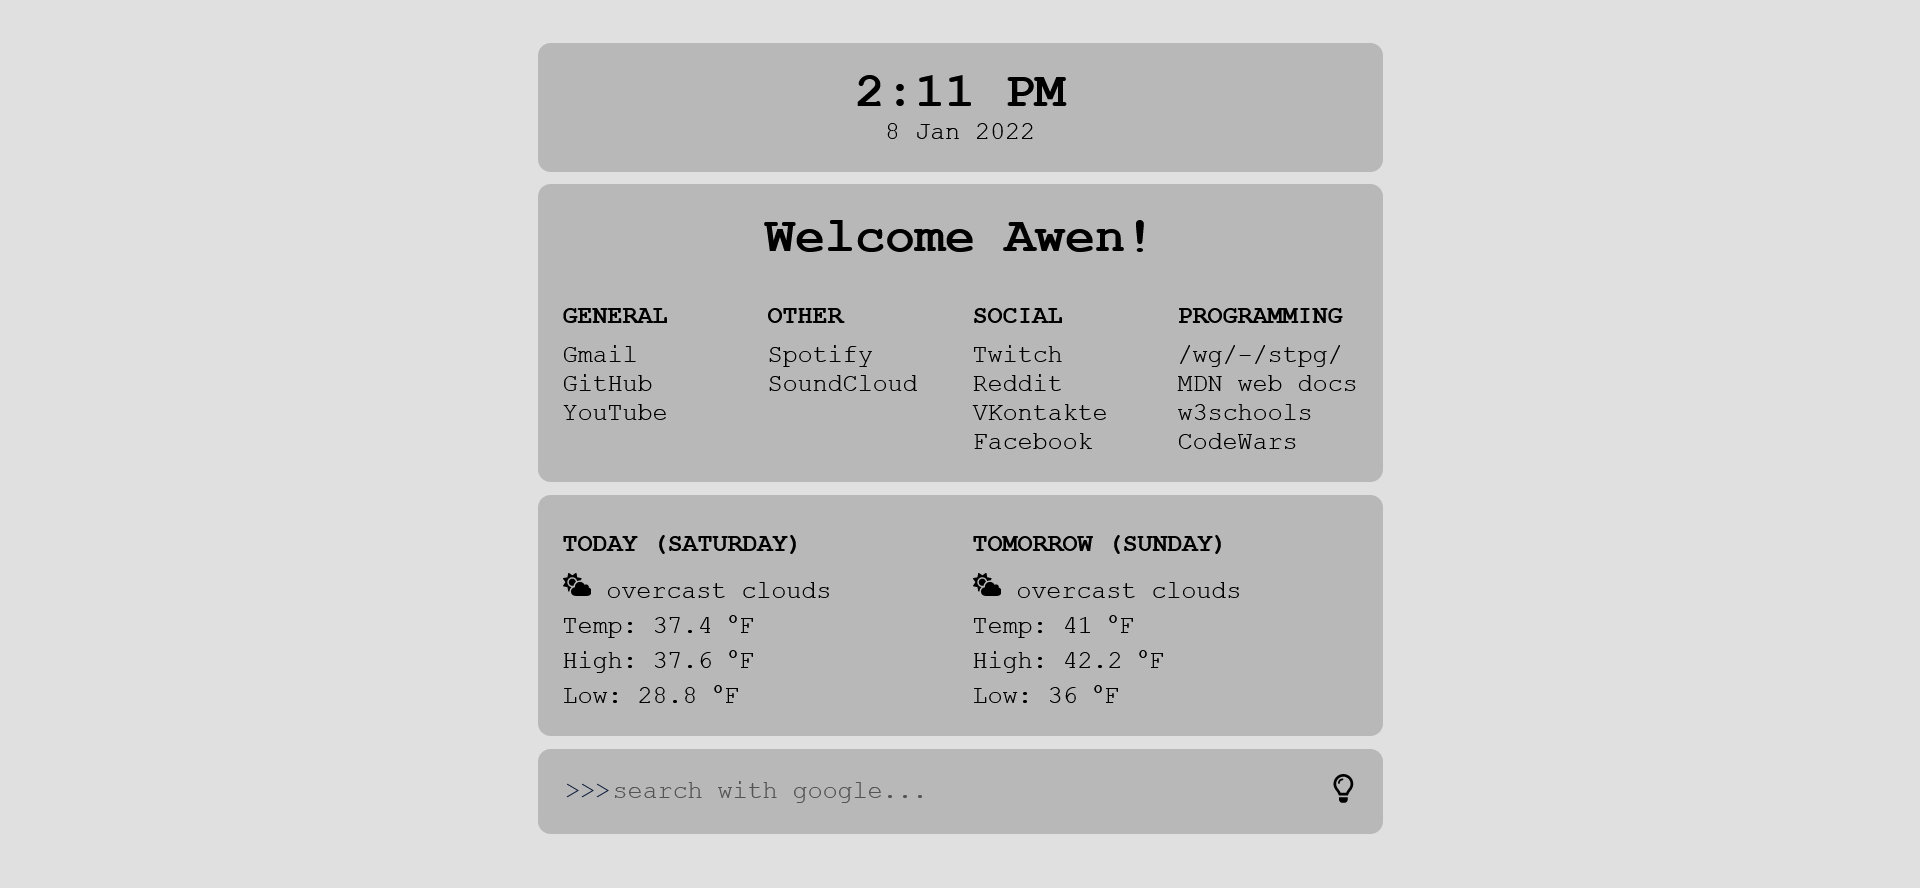 2:11 PM
8 Jan 2022
Welcome Awen!
GENERAL
Gmail
GitHub
YouTube
OTHER
Spotify
SoundCloud
SOCIAL
Twitch
Reddit
VKontakte
Facebook
PROGRAMMING
/wg/-/stpg/
MDN web docs
w3schools
CodeWars
TODAY (SATURDAY)
overcast clouds
Temp: 37.4 °F
High: 37.6 °F
Low: 28.8 °F
TOMORROW (SUNDAY)
overcast clouds
Temp: 41 °F
High: 42.2 °F
Low: 36 °F
>>>search with google...